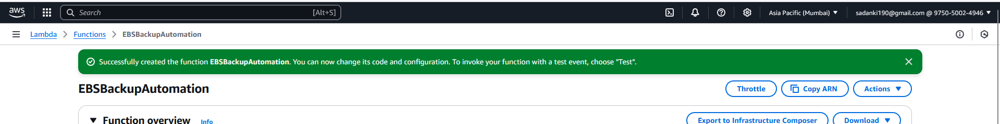 aws Search [Alt+S] Asia Pacific (Mumbai) sadanki190@gmail.com @ 9750-5002-4946
Lambda Functions EBSBackupAutomation
Successfully created the function EBSBackupAutomation. You can now change its code and configuration. To invoke your function with a test event, choose "Test".
EBSBackupAutomation Throttle Copy ARN Actions
Function overview Info Export to Infrastructure Composer Download